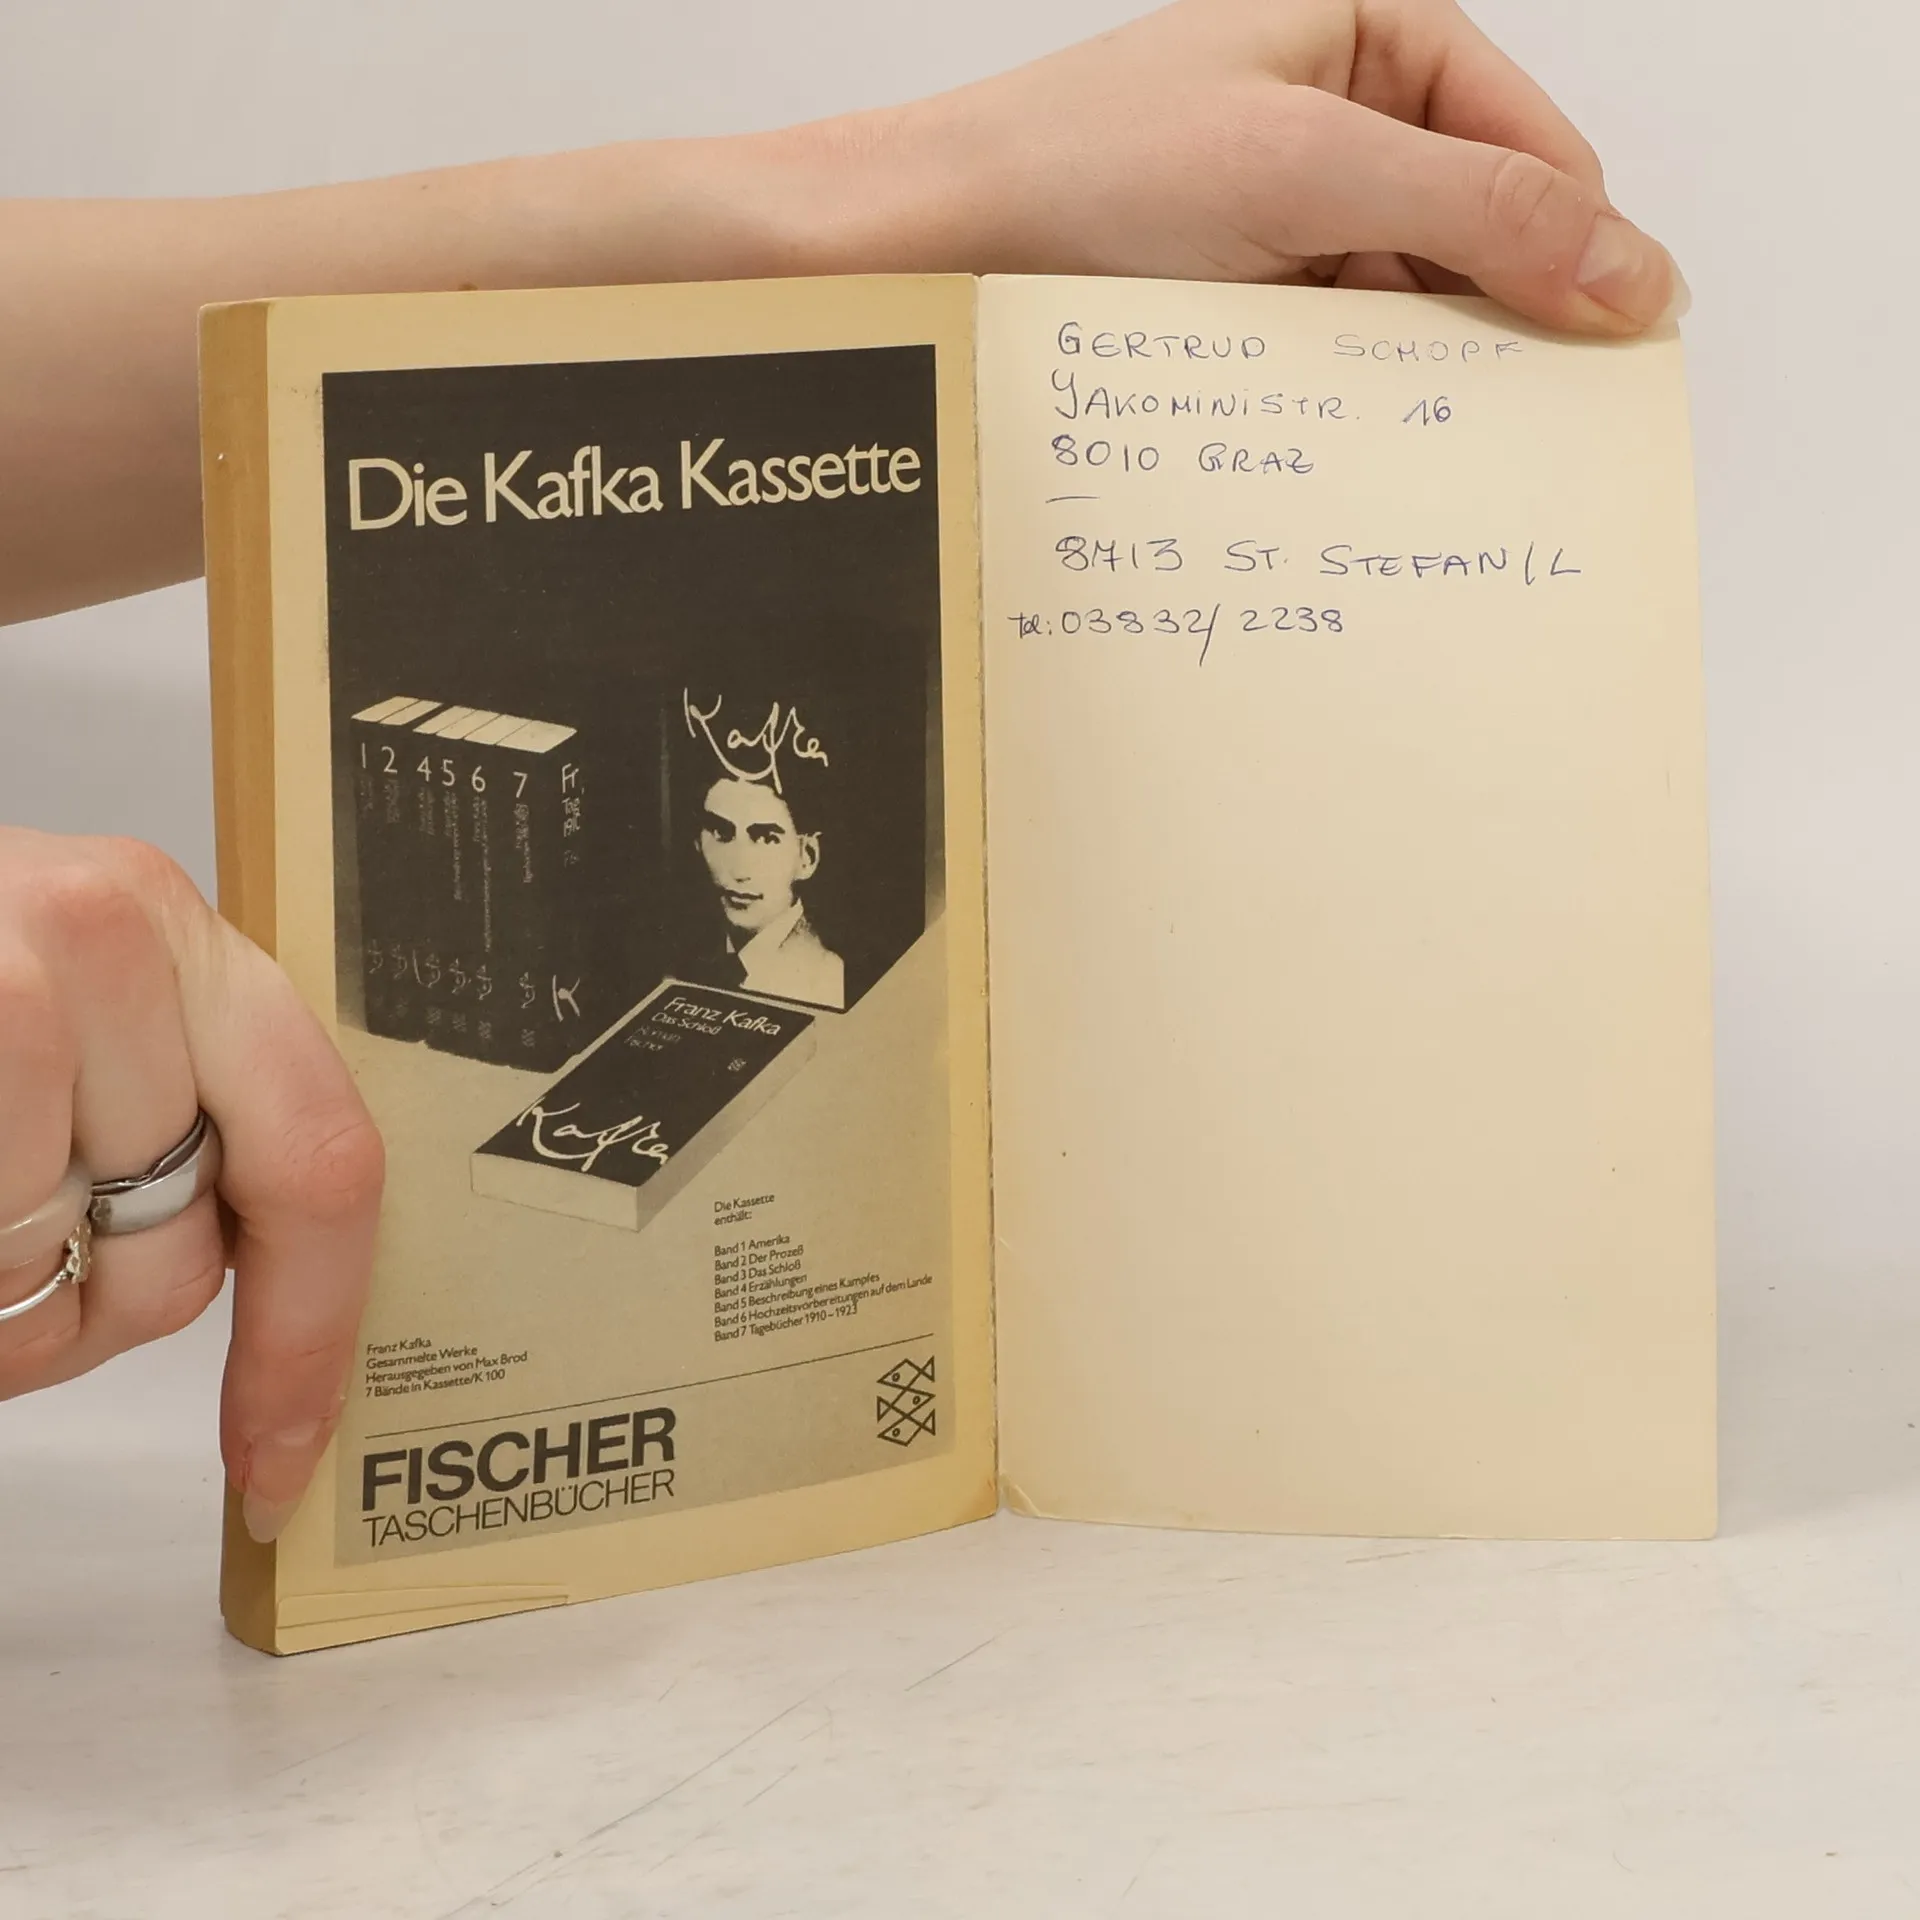 Die Kafka Kassette
1 2 4 5 6 7 Fr.
Kafka
Franz Kafka
Das Schloß
Roman
Fischer
Kafka
K
Die Kassette
enthält:
Band 1 Amerika
Band 2 Der Prozeß
Band 3 Das Schloß
Band 4 Erzählungen
Band 5 Beschreibung eines Kampfes
Band 6 Hochzeitsvorbereitungen auf dem Lande
Band 7 Tagebücher 1910–1923
Franz Kafka
Gesammelte Werke
Herausgegeben von Max Brod
7 Bände in Kassette/K 100
FISCHER
TASCHENBÜCHER
GERTRUD SCHOPF
JAKOMINISTR. 16
8010 GRAZ
8713 ST. STEFAN/L
Tel: 03832/2238